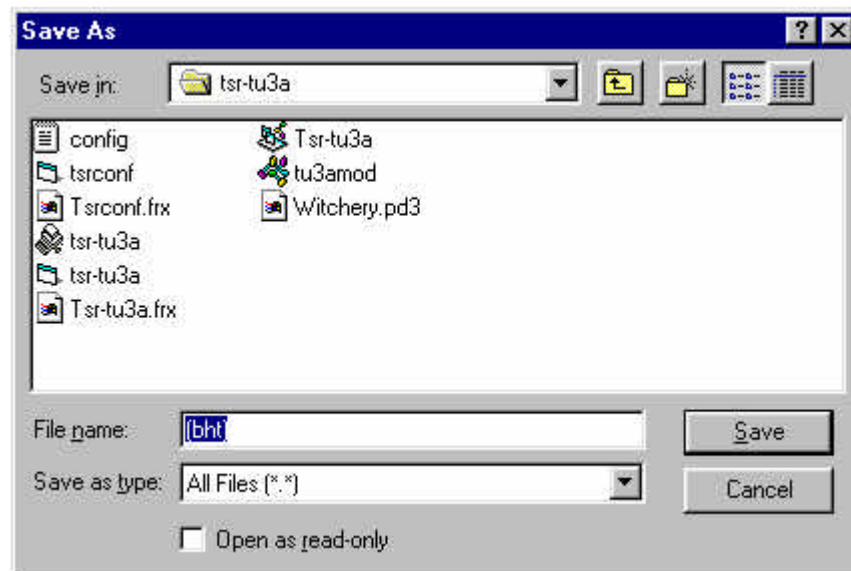 Save As
Save in: tsr-tu3a
config
tsrconf
Tsrconf.frx
tsr-tu3a
tsr-tu3a
Tsr-tu3a.frx
Tsr-tu3a
tu3amod
Witchery.pd3
File name: (bht)
Save
Save as type: All Files (*.*)
Cancel
Open as read-only